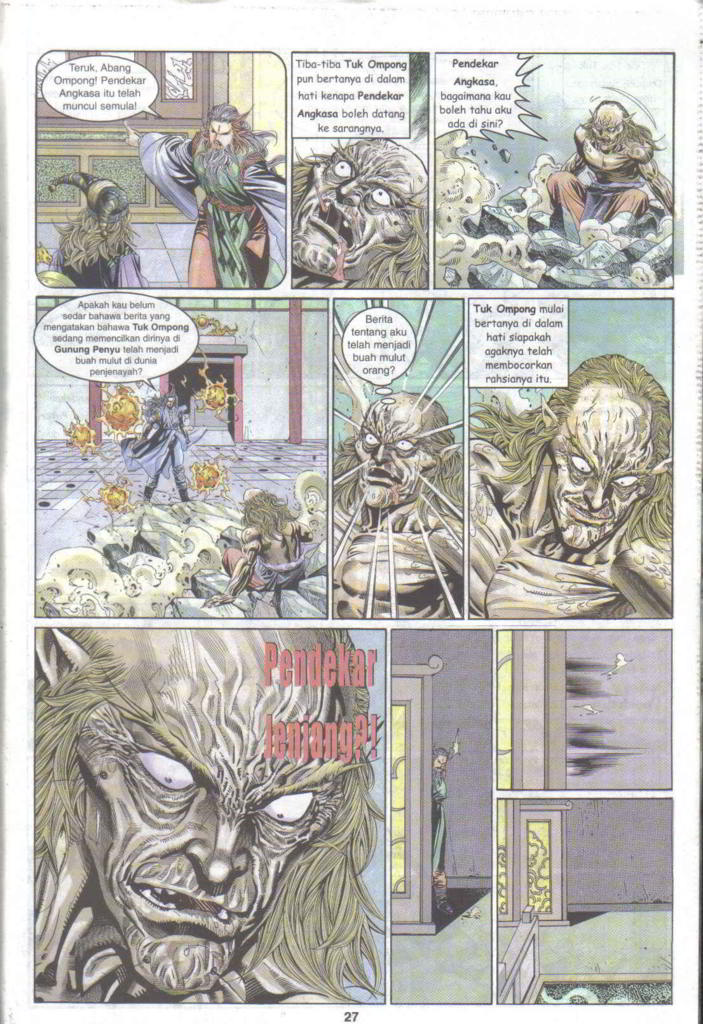 Teruk, Abang
Ompong! Pendekar
Angkasa itu telah
muncul semula!
Tiba-tiba Tuk Ompong
pun bertanya di dalam
hati kenapa Pendekar
Angkasa boleh datang
ke sarangnya.
Pendekar
Angkasa,
bagaimana kau
boleh tahu aku
ada di sini?
Apakah kau belum
sedar bahawa berita yang
mengatakan bahawa Tuk Ompong
sedang memencilkan dirinya di
Gunung Penyu telah menjadi
buah mulut di dunia
penjenayah?
Berita
tentang aku
telah menjadi
buah mulut
orang?
Tuk Ompong mulai
bertanya di dalam
hati siapakah
agaknya telah
membocorkan
rahsianya itu.
Pendekar
lenjang?!
27